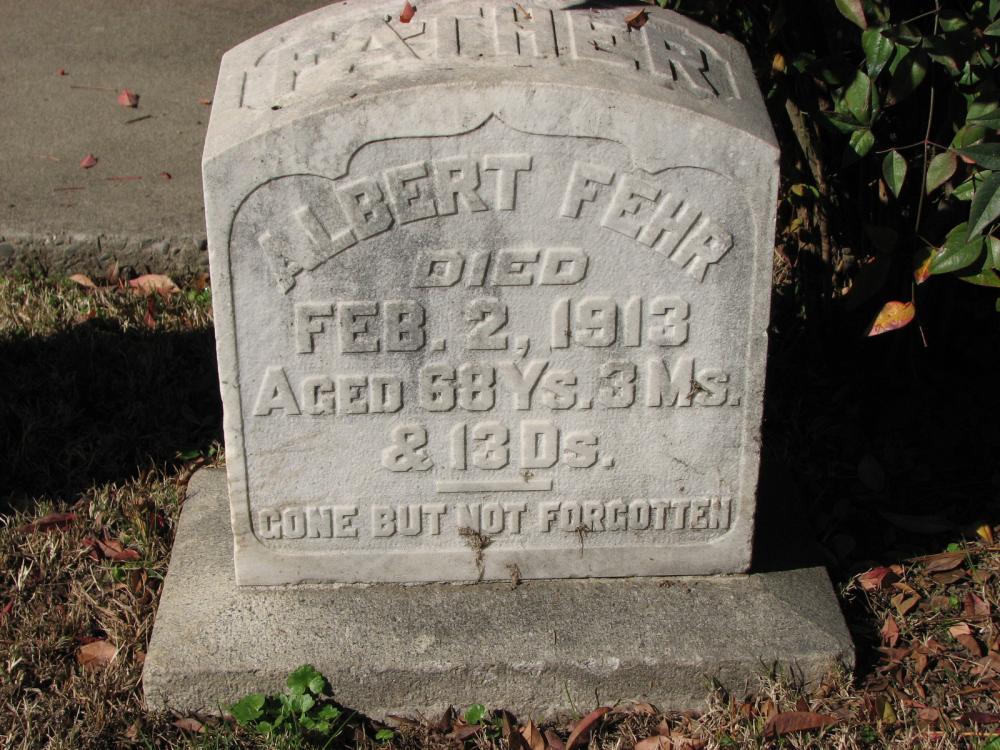 FATHER
ALBERT FEHR
DIED
FEB. 2, 1913
AGED 68 YS. 3 MS.
& 13 DS.
GONE BUT NOT FORGOTTEN